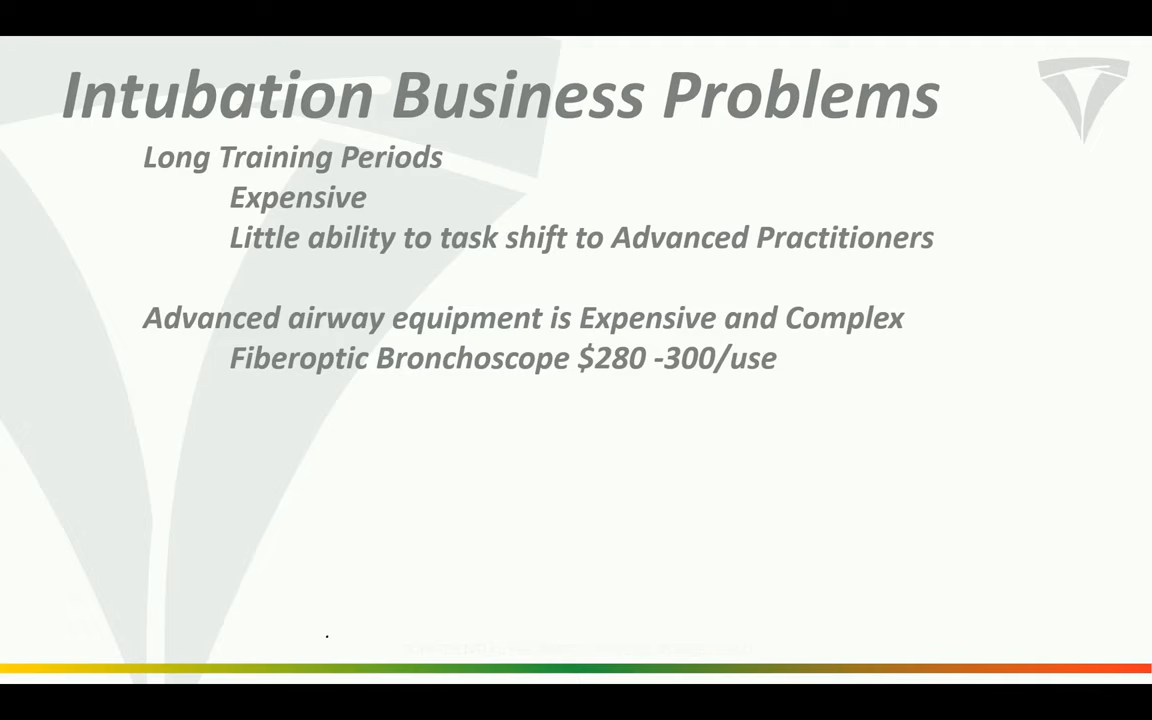 Intubation Business Problems
Long Training Periods
Expensive
Little ability to task shift to Advanced Practitioners
Advanced airway equipment is Expensive and Complex
Fiberoptic Bronchoscope $280 -300/use